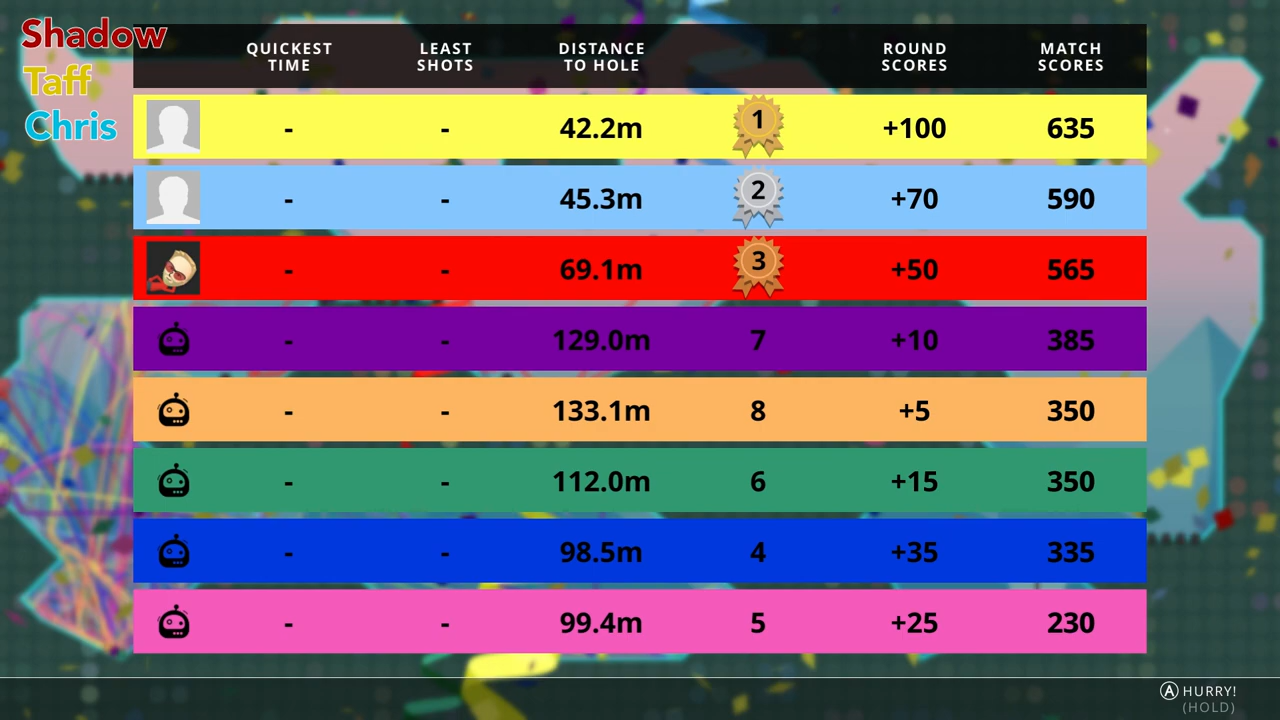 Shadow
Taff
Chris
QUICKEST TIME LEAST SHOTS DISTANCE TO HOLE ROUND SCORES MATCH SCORES
- - 42.2m 1 +100 635
- - 45.3m 2 +70 590
- - 69.1m 3 +50 565
- - 129.0m 7 +10 385
- - 133.1m 8 +5 350
- - 112.0m 6 +15 350
- - 98.5m 4 +35 335
- - 99.4m 5 +25 230
A HURRY!
(HOLD)